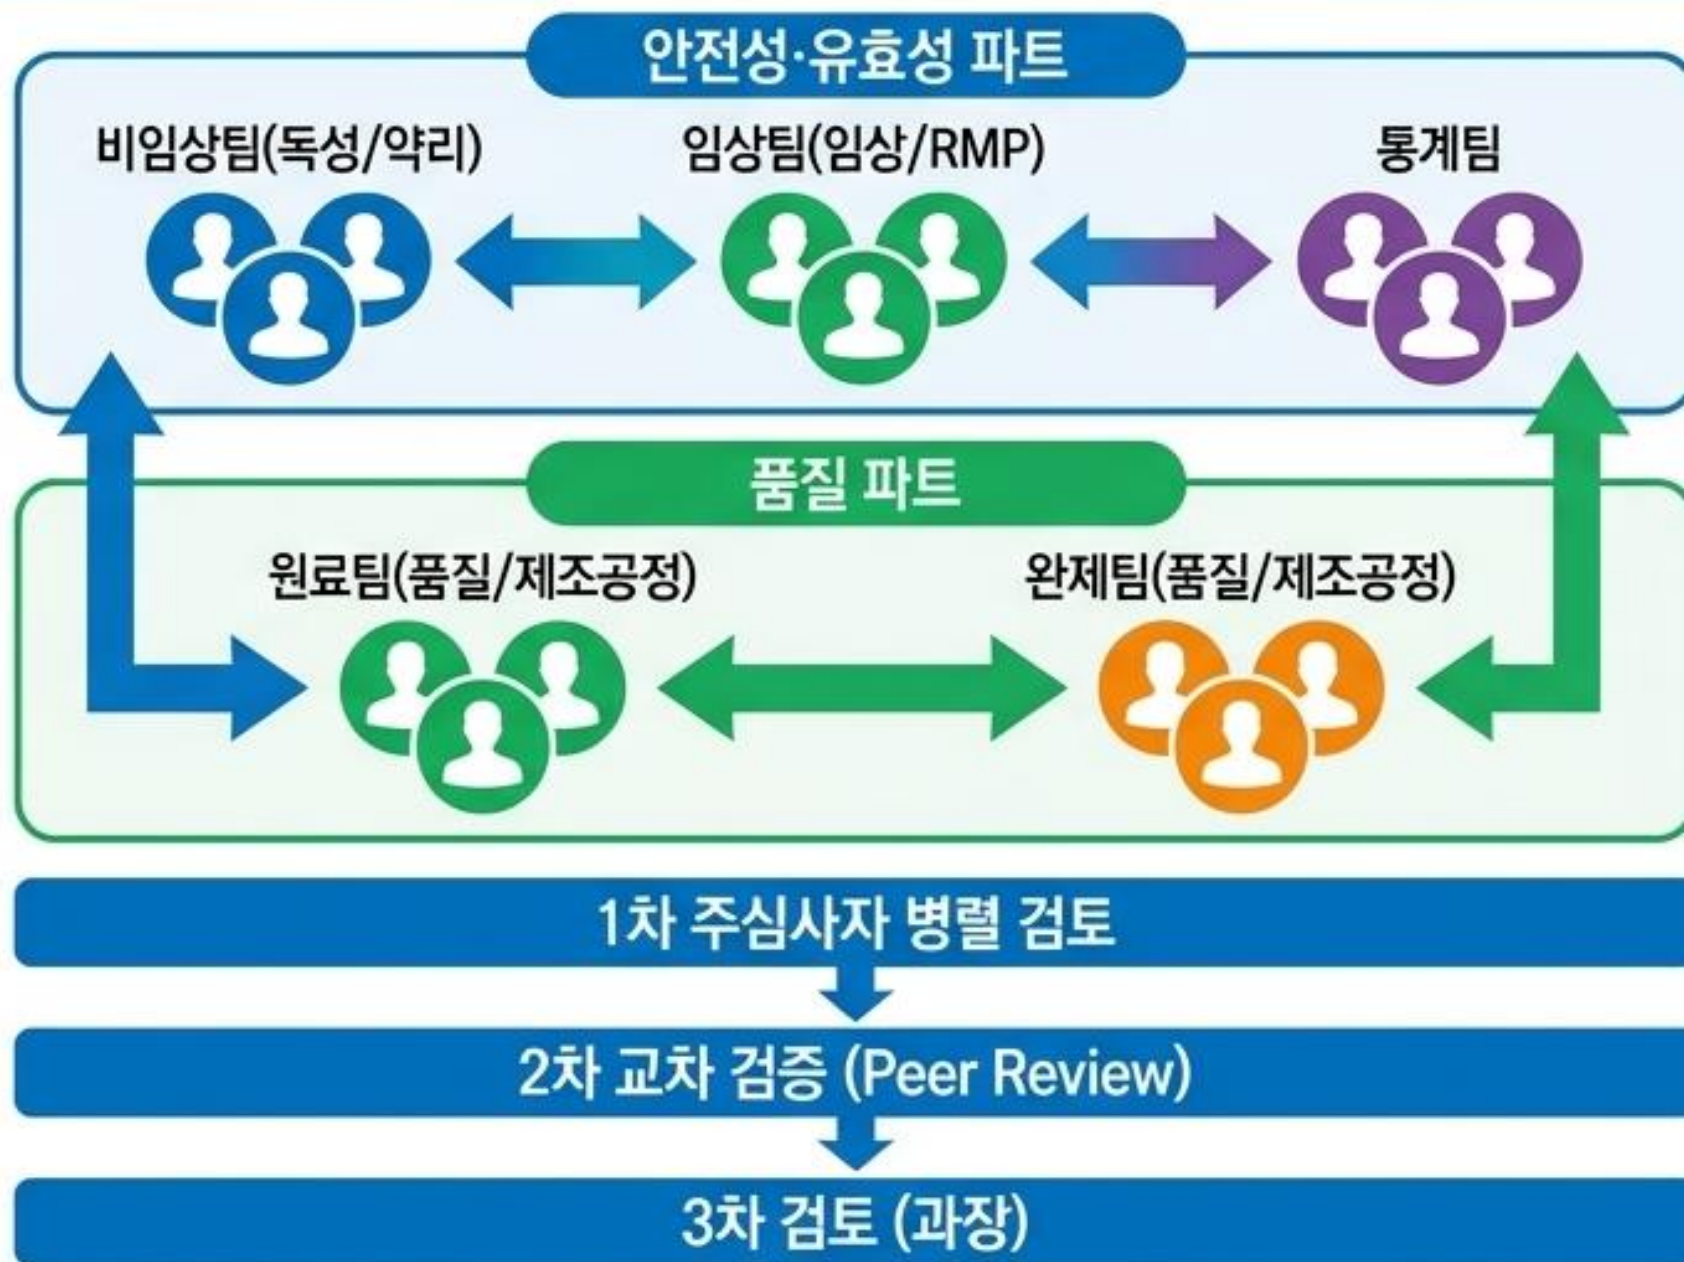 안전성·유효성 파트
비임상팀(독성/약리)
임상팀(임상/RMP)
통계팀
품질 파트
원료팀(품질/제조공정)
완제팀(품질/제조공정)
1차 주심사자 병렬 검토
2차 교차 검증 (Peer Review)
3차 검토 (과장)